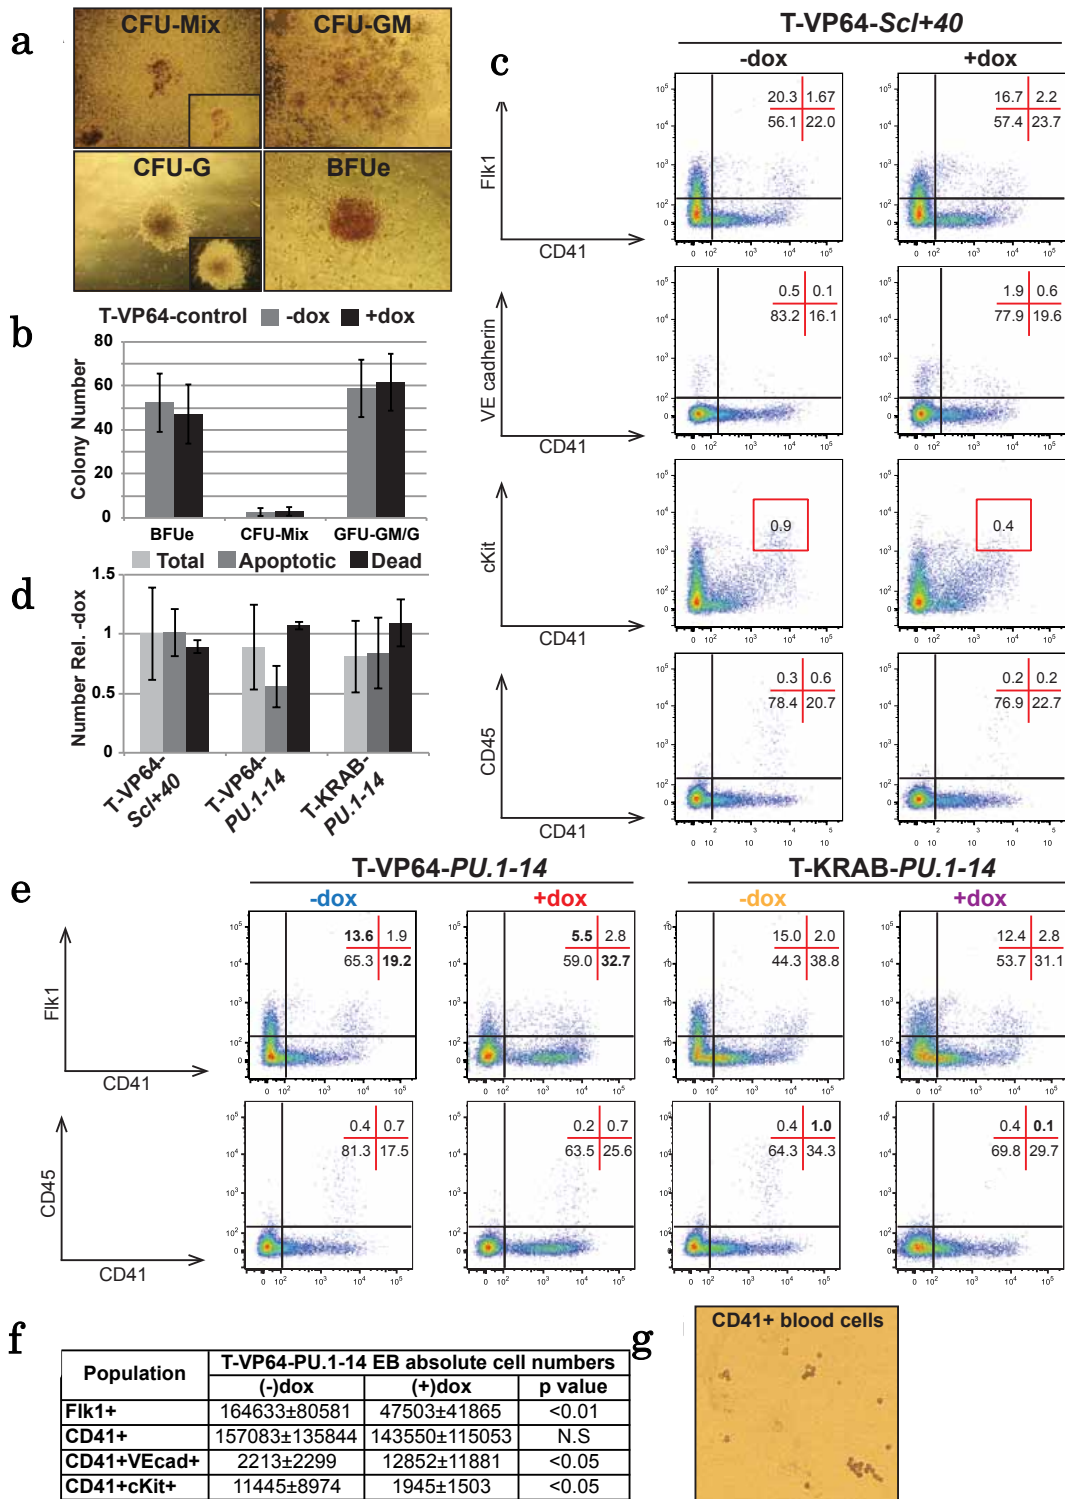 a
CFU-Mix
CFU-GM
CFU-G
BFUe
b
T-VP64-control -dox +dox
Colony Number
80
60
40
20
0
BFUe CFU-Mix GFU-GM/G
d
Total Apoptotic Dead
Number Rel. -dox
1.5
1
0.5
0
T-VP64-Scl+40
T-VP64-PU.1-14
T-KRAB-PU.1-14
c
T-VP64-Scl+40
-dox +dox
Flk1
CD41
20.3 1.67
56.1 22.0
16.7 2.2
57.4 23.7
VE cadherin
CD41
0.5 0.1
83.2 16.1
1.9 0.6
77.9 19.6
cKit
CD41
0.9
0.4
CD45
CD41
0.3 0.6
78.4 20.7
0.2 0.2
76.9 22.7
e
T-VP64-PU.1-14
T-KRAB-PU.1-14
-dox +dox -dox +dox
Flk1
CD41
13.6 1.9
65.3 19.2
5.5 2.8
59.0 32.7
15.0 2.0
44.3 38.8
12.4 2.8
53.7 31.1
CD45
CD41
0.4 0.7
81.3 17.5
0.2 0.7
63.5 25.6
0.4 1.0
64.3 34.3
0.4 0.1
69.8 29.7
f
Population T-VP64-PU.1-14 EB absolute cell numbers
(-)dox (+)dox p value
Flk1+ 164633±80581 47503±41865 <0.01
CD41+ 157083±135844 143550±115053 N.S
CD41+VEcad+ 2213±2299 12852±11881 <0.05
CD41+cKit+ 11445±8974 1945±1503 <0.05
g
CD41+ blood cells